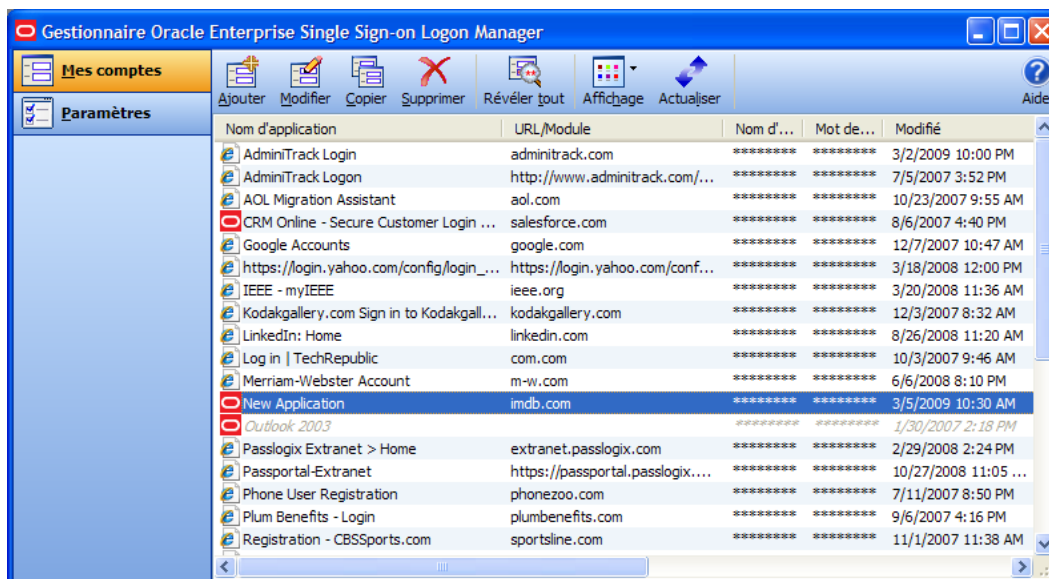 Gestionnaire Oracle Enterprise Single Sign-on Logon Manager
Mes comptes
Paramètres
Ajouter Modifier Copier Supprimer Révéler tout Affichage Actualiser Aide
Nom d'application URL/Module Nom d'... Mot de... Modifié
AdminiTrack Login adminitrack.com ******** ******** 3/2/2009 10:00 PM
AdminiTrack Logon http://www.adminitrack.com/... ******** ******** 7/5/2007 3:52 PM
AOL Migration Assistant aol.com ******** ******** 10/23/2007 9:55 AM
CRM Online - Secure Customer Login ... salesforce.com ******** ******** 8/6/2007 4:40 PM
Google Accounts google.com ******** ******** 12/7/2007 10:47 AM
https://login.yahoo.com/config/login_... https://login.yahoo.com/conf... ******** ******** 3/18/2008 12:00 PM
IEEE - myIEEE ieee.org ******** ******** 3/20/2008 11:36 AM
Kodakgallery.com Sign in to Kodakgall... kodakgallery.com ******** ******** 12/3/2007 8:32 AM
LinkedIn: Home linkedin.com ******** ******** 8/26/2008 11:20 AM
Log in | TechRepublic com.com ******** ******** 10/3/2007 9:46 AM
Merriam-Webster Account m-w.com ******** ******** 6/6/2008 8:10 PM
New Application imdb.com ******** ******** 3/5/2009 10:30 AM
Outlook 2003 ******** ******** 1/30/2007 2:18 PM
Passlogix Extranet > Home extranet.passlogix.com ******** ******** 2/29/2008 2:24 PM
Passportal-Extranet https://passportal.passlogix.... ******** ******** 10/27/2008 11:05 ...
Phone User Registration phonezoo.com ******** ******** 7/11/2007 8:50 PM
Plum Benefits - Login plumbenefits.com ******** ******** 9/6/2007 4:16 PM
Registration - CBSSports.com sportsline.com ******** ******** 11/1/2007 11:38 AM